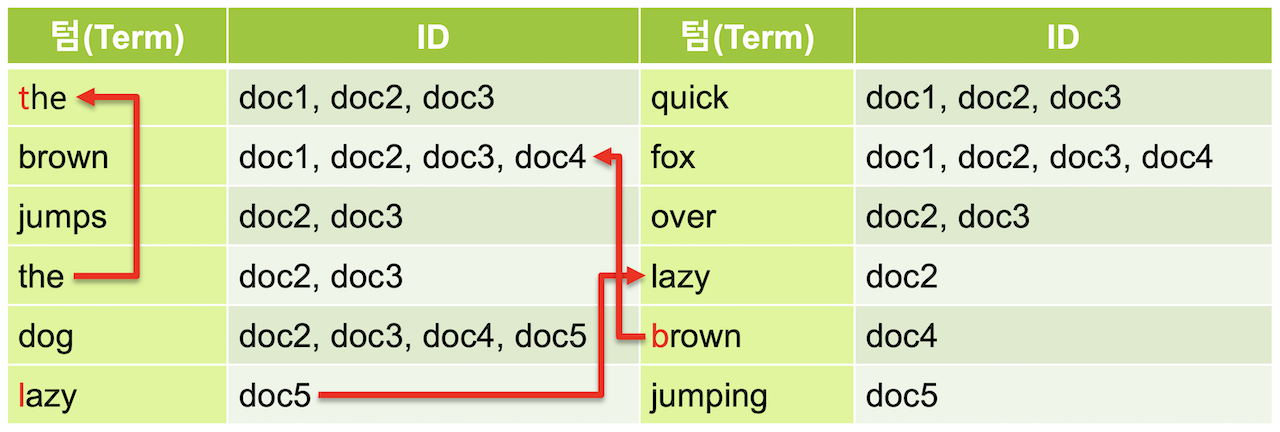 텀(Term) ID 텀(Term) ID
the doc1, doc2, doc3 quick doc1, doc2, doc3
brown doc1, doc2, doc3, doc4 fox doc1, doc2, doc3, doc4
jumps doc2, doc3 over doc2, doc3
the doc2, doc3 lazy doc2
dog doc2, doc3, doc4, doc5 brown doc4
lazy doc5 jumping doc5